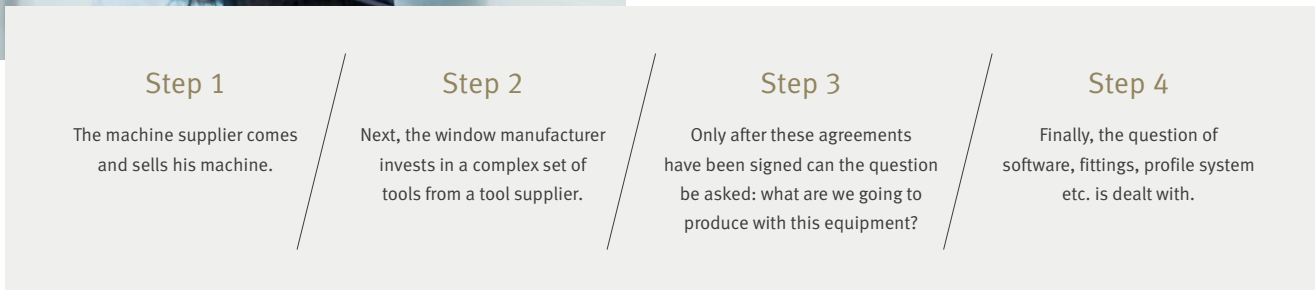 Step 1
The machine supplier comes
and sells his machine.
Step 2
Next, the window manufacturer
invests in a complex set of
tools from a tool supplier.
Step 3
Only after these agreements
have been signed can the question
be asked: what are we going to
produce with this equipment?
Step 4
Finally, the question of
software, fittings, profile system
etc. is dealt with.